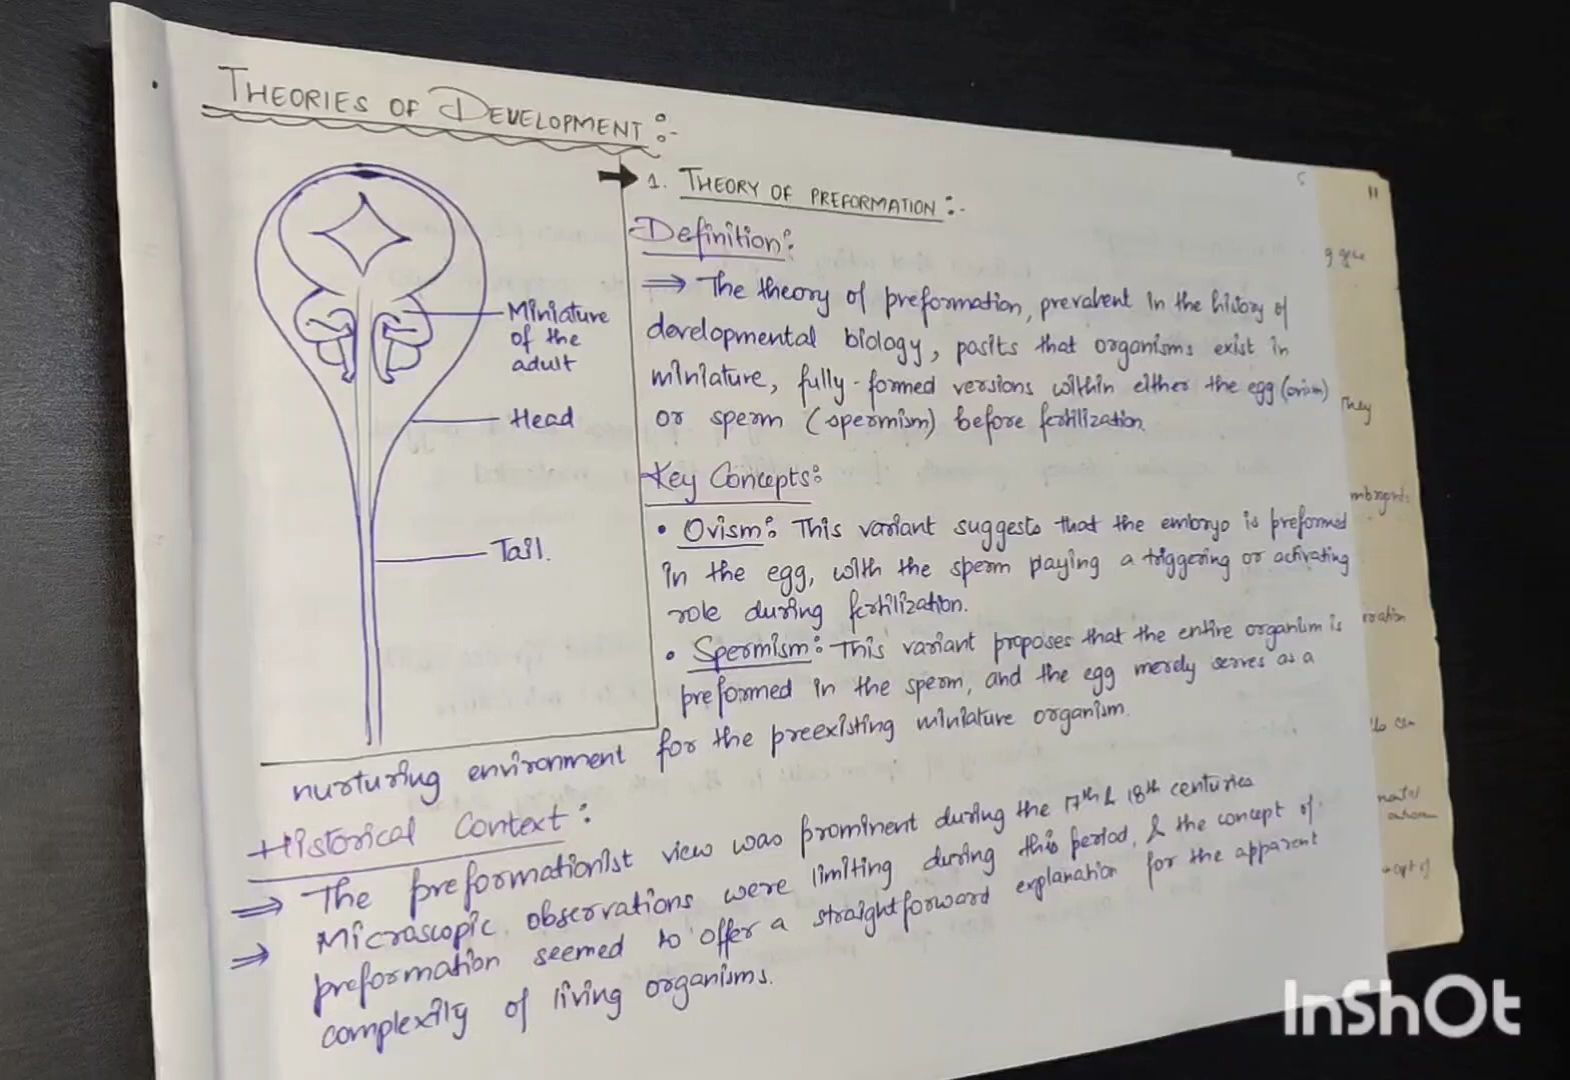 THEORIES OF DEVELOPMENT :-
Miniature
of the
adult
Head
Tail.
1. THEORY OF PREFORMATION :-
Definition:
⇒ The theory of preformation, prevalent in the history of
developmental biology, posits that organisms exist in
miniature, fully-formed versions within either the egg (ovism)
or sperm (spermism) before fertilization.
Key Concepts:
• Ovism: This variant suggests that the embryo is preformed
in the egg, with the sperm playing a triggering or activating
role during fertilization.
• Spermism: This variant proposes that the entire organism is
preformed in the sperm, and the egg merely serves as a
nurturing environment for the preexisting miniature organism.
Historical Context:
⇒ The preformationist view was prominent during the 17th & 18th centuries
⇒ Microscopic observations were limiting during this period, & the concept of
preformation seemed to offer a straightforward explanation for the apparent
complexity of living organisms.
They
InShOt